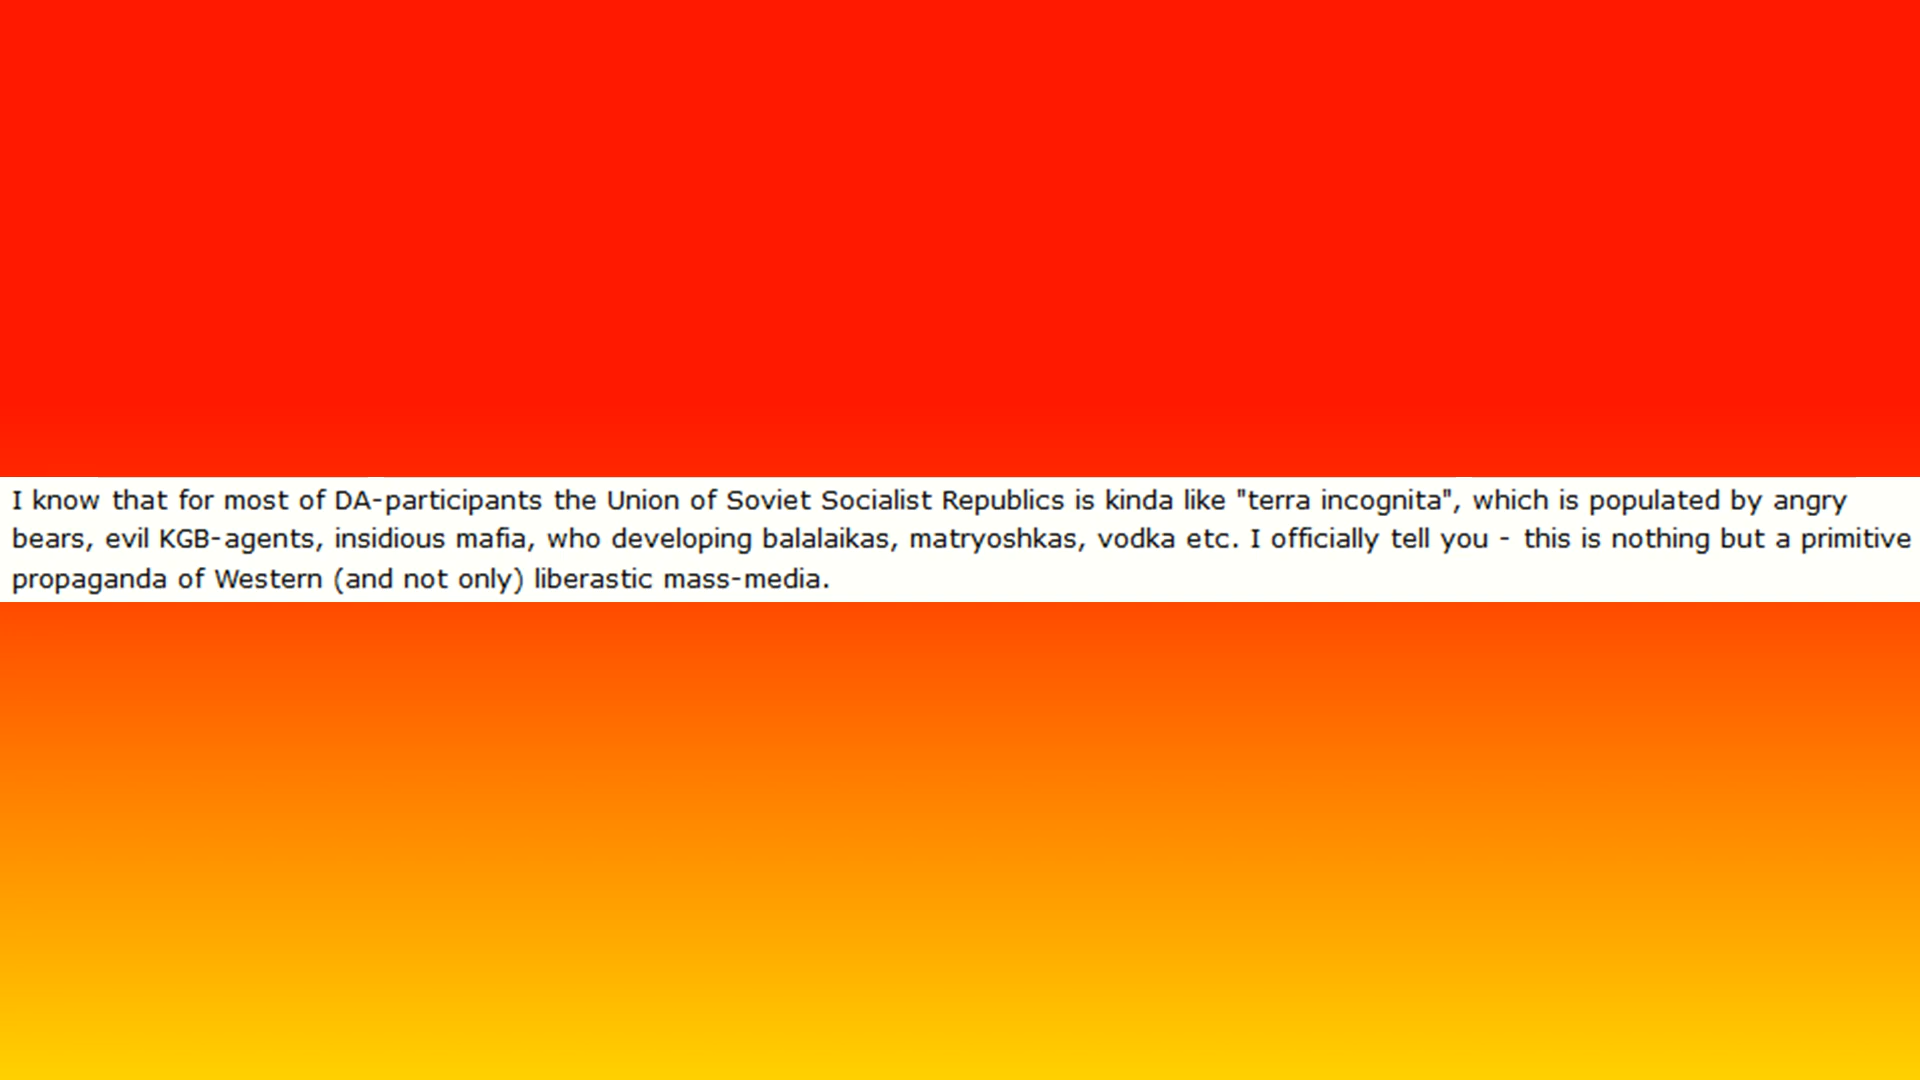 I know that for most of DA-participants the Union of Soviet Socialist Republics is kinda like "terra incognita", which is populated by angry
bears, evil KGB-agents, insidious mafia, who developing balalaikas, matryoshkas, vodka etc. I officially tell you - this is nothing but a primitive
propaganda of Western (and not only) liberastic mass-media.